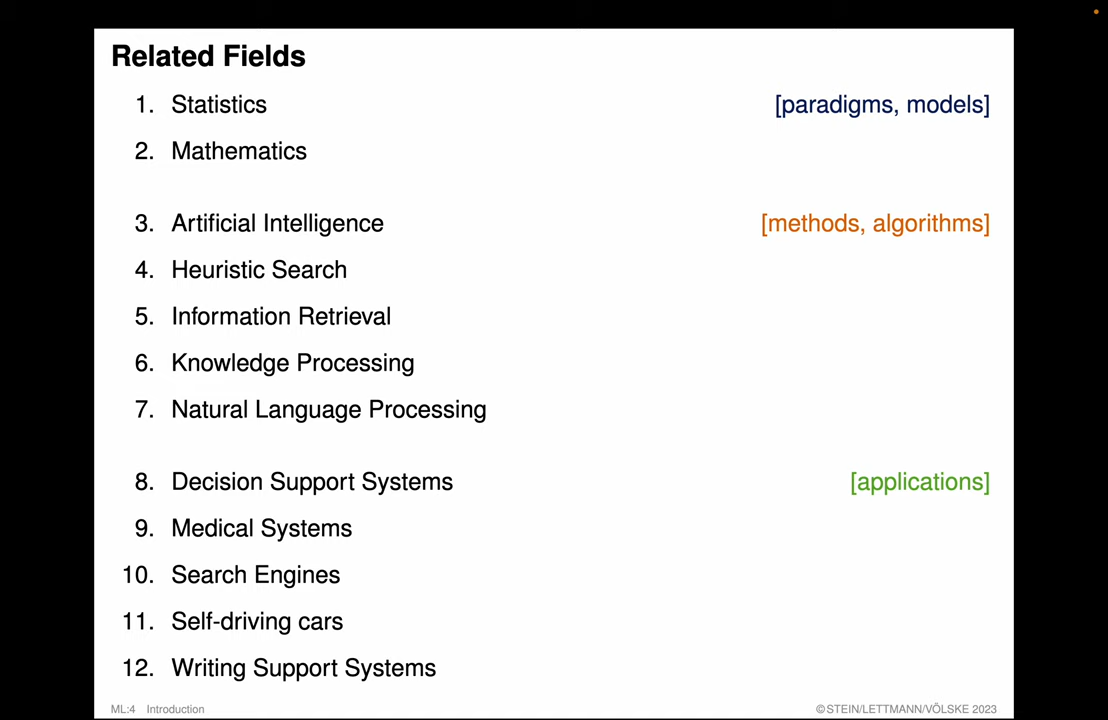 Related Fields
1. Statistics [paradigms, models]
2. Mathematics
3. Artificial Intelligence [methods, algorithms]
4. Heuristic Search
5. Information Retrieval
6. Knowledge Processing
7. Natural Language Processing
8. Decision Support Systems [applications]
9. Medical Systems
10. Search Engines
11. Self-driving cars
12. Writing Support Systems
ML:4 Introduction © STEIN/LETTMANN/VÖLSKE 2023